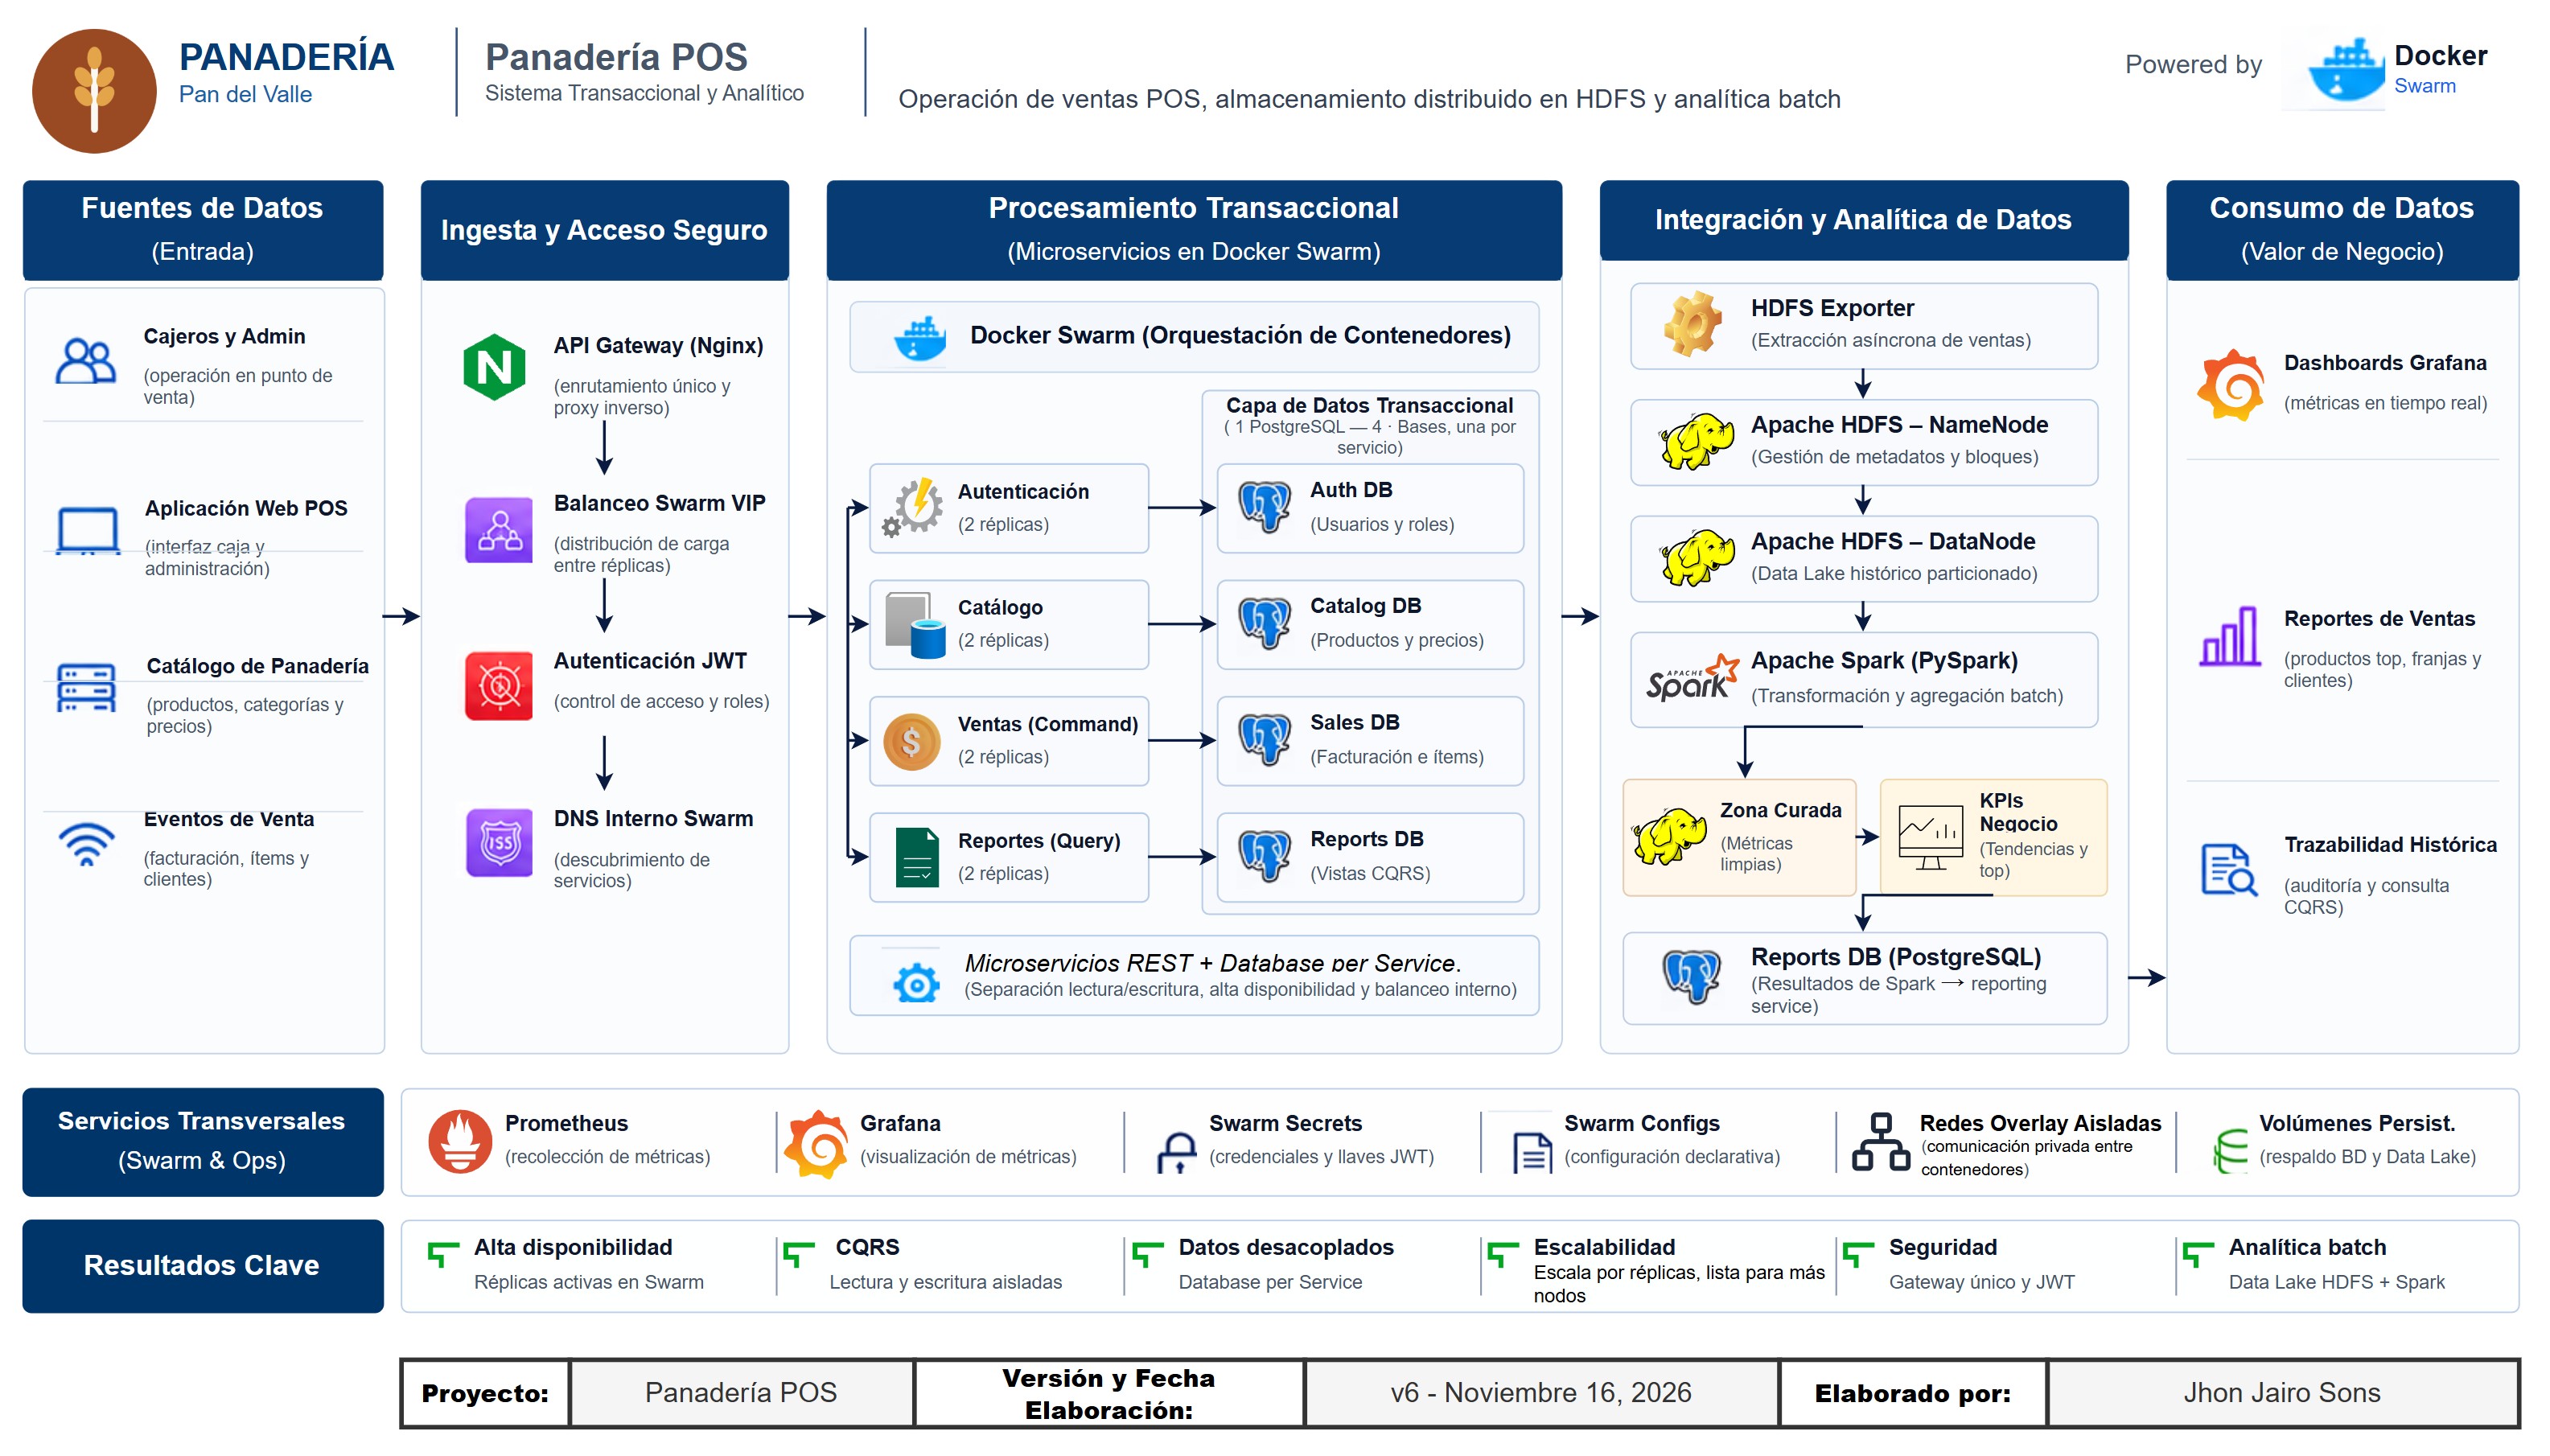 PANADERÍA
Pan del Valle
Panadería POS
Sistema Transaccional y Analítico
Operación de ventas POS, almacenamiento distribuido en HDFS y analítica batch
Powered by
Docker
Swarm
Fuentes de Datos
(Entrada)
Cajeros y Admin
(operación en punto de
venta)
Aplicación Web POS
(interfaz caja y
administración)
Catálogo de Panadería
(productos, categorías y
precios)
Eventos de Venta
(facturación, ítems y
clientes)
Ingesta y Acceso Seguro
N
API Gateway (Nginx)
(enrutamiento único y
proxy inverso)
Balanceo Swarm VIP
(distribución de carga
entre réplicas)
Autenticación JWT
(control de acceso y roles)
ISS
DNS Interno Swarm
(descubrimiento de
servicios)
Procesamiento Transaccional
(Microservicios en Docker Swarm)
Docker Swarm (Orquestación de Contenedores)
Capa de Datos Transaccional
( 1 PostgreSQL — 4 · Bases, una por
servicio)
Autenticación
(2 réplicas)
Auth DB
(Usuarios y roles)
Catálogo
(2 réplicas)
Catalog DB
(Productos y precios)
$
Ventas (Command)
(2 réplicas)
Sales DB
(Facturación e ítems)
Reportes (Query)
(2 réplicas)
Reports DB
(Vistas CQRS)
Microservicios REST + Database per Service.
(Separación lectura/escritura, alta disponibilidad y balanceo interno)
Integración y Analítica de Datos
HDFS Exporter
(Extracción asíncrona de ventas)
Apache HDFS – NameNode
(Gestión de metadatos y bloques)
Apache HDFS – DataNode
(Data Lake histórico particionado)
APACHE
Spark
Apache Spark (PySpark)
(Transformación y agregación batch)
Zona Curada
(Métricas
limpias)
KPIs
Negocio
(Tendencias y
top)
Reports DB (PostgreSQL)
(Resultados de Spark → reporting
service)
Consumo de Datos
(Valor de Negocio)
Dashboards Grafana
(métricas en tiempo real)
Reportes de Ventas
(productos top, franjas y
clientes)
Trazabilidad Histórica
(auditoría y consulta
CQRS)
Servicios Transversales
(Swarm & Ops)
Prometheus
(recolección de métricas)
Grafana
(visualización de métricas)
Swarm Secrets
(credenciales y llaves JWT)
Swarm Configs
(configuración declarativa)
Redes Overlay Aisladas
(comunicación privada entre
contenedores)
Volúmenes Persist.
(respaldo BD y Data Lake)
Resultados Clave
Alta disponibilidad
Réplicas activas en Swarm
CQRS
Lectura y escritura aisladas
Datos desacoplados
Database per Service
Escalabilidad
Escala por réplicas, lista para más
nodos
Seguridad
Gateway único y JWT
Analítica batch
Data Lake HDFS + Spark
Proyecto:
Panadería POS
Versión y Fecha
Elaboración:
v6 - Noviembre 16, 2026
Elaborado por:
Jhon Jairo Sons